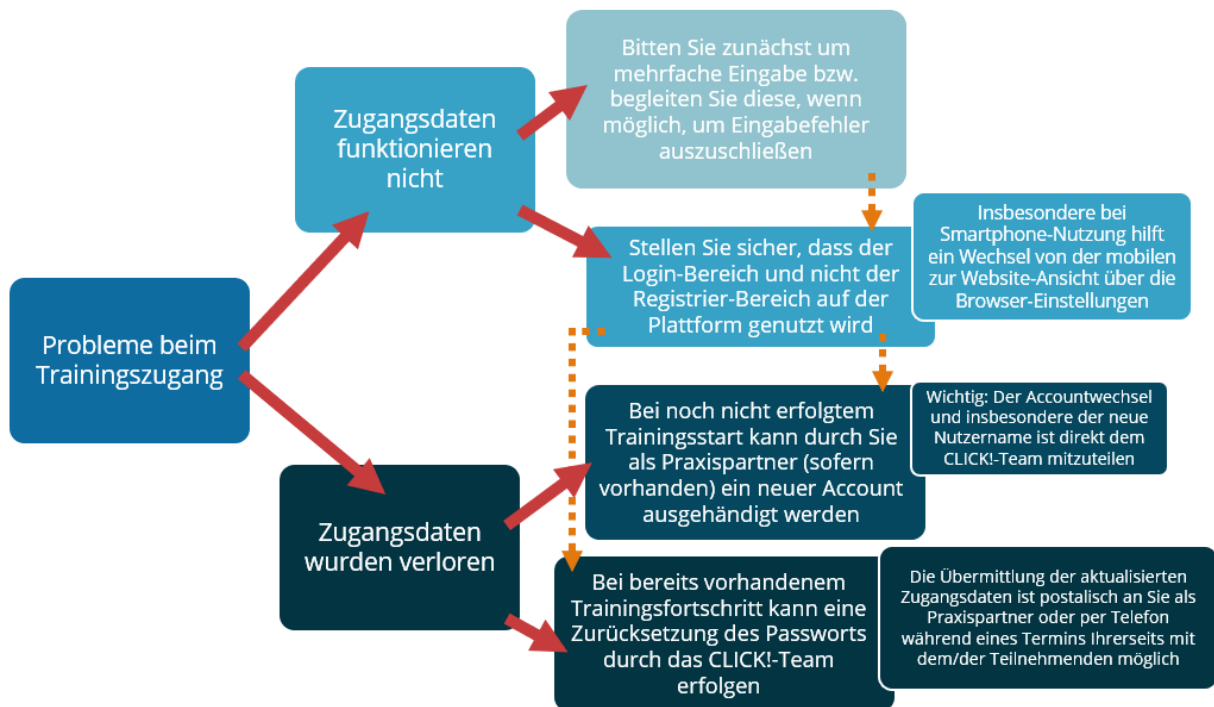 Probleme beim
Trainingszugang
Zugangsdaten
funktionieren
nicht
Bitten Sie zunächst um
mehrfache Eingabe bzw.
begleiten Sie diese, wenn
möglich, um Eingabefehler
auszuschließen
Stellen Sie sicher, dass der
Login-Bereich und nicht der
Registrier-Bereich auf der
Plattform genutzt wird
Insbesondere bei
Smartphone-Nutzung hilft
ein Wechsel von der mobilen
zur Website-Ansicht über die
Browser-Einstellungen
Zugangsdaten
wurden verloren
Bei noch nicht erfolgtem
Trainingsstart kann durch Sie
als Praxispartner (sofern
vorhanden) ein neuer Account
ausgehändigt werden
Wichtig: Der Accountwechsel
und insbesondere der neue
Nutzername ist direkt dem
CLICK!-Team mitzuteilen
Bei bereits vorhandenem
Trainingsfortschritt kann eine
Zurücksetzung des Passworts
durch das CLICK!-Team
erfolgen
Die Übermittlung der aktualisierten
Zugangsdaten ist postalisch an Sie als
Praxispartner oder per Telefon
während eines Termins Ihrerseits mit
dem/der Teilnehmenden möglich